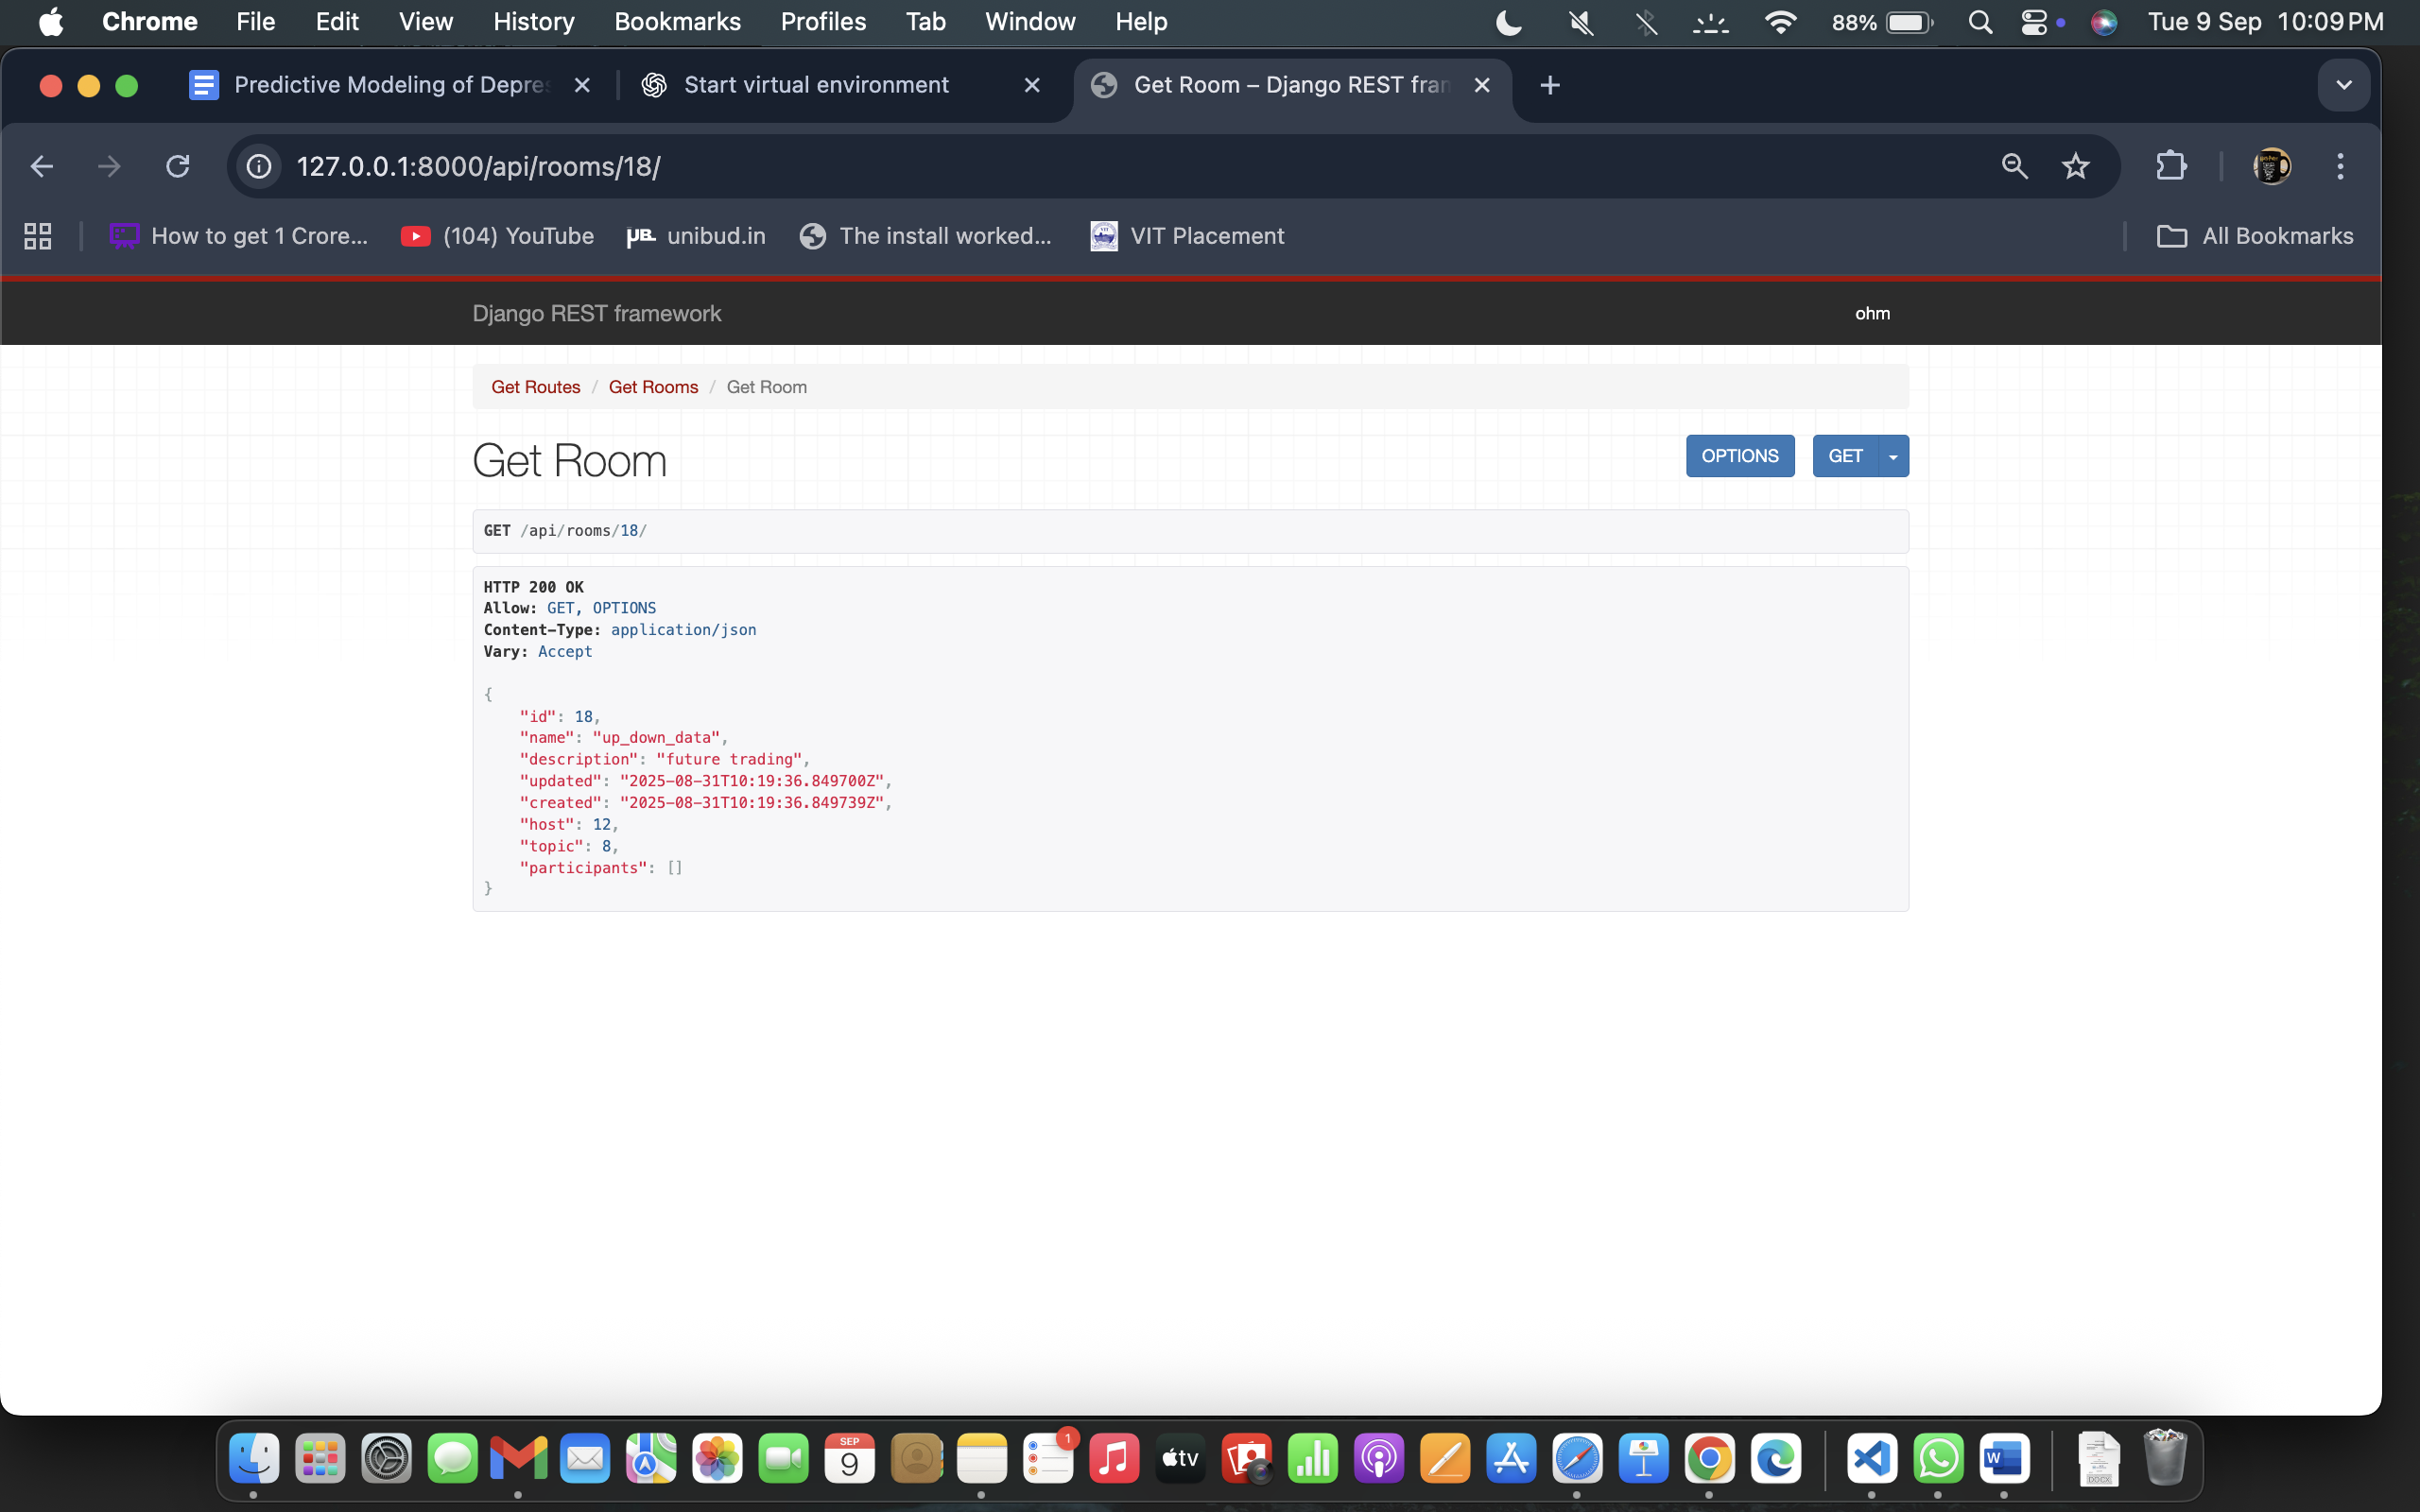 Chrome File Edit View History Bookmarks Profiles Tab Window Help 88% Tue 9 Sep 10:09 PM
Predictive Modeling of Depres Start virtual environment Get Room – Django REST fran
127.0.0.1:8000/api/rooms/18/
How to get 1 Crore... (104) YouTube µB. unibud.in The install worked... VIT Placement All Bookmarks
Django REST framework ohm
Get Routes / Get Rooms / Get Room
Get Room OPTIONS GET
GET /api/rooms/18/
HTTP 200 OK
Allow: GET, OPTIONS
Content-Type: application/json
Vary: Accept
{
"id": 18,
"name": "up_down_data",
"description": "future trading",
"updated": "2025-08-31T10:19:36.849700Z",
"created": "2025-08-31T10:19:36.849739Z",
"host": 12,
"topic": 8,
"participants": []
}
SEP
9
1
tv
W
DOCX